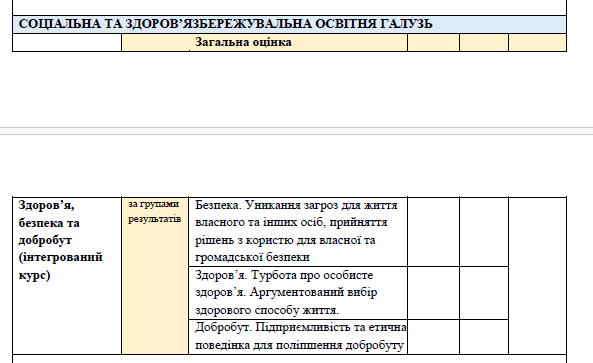 СОЦІАЛЬНА ТА ЗДОРОВ’ЯЗБЕРЕЖУВАЛЬНА ОСВІТНЯ ГАЛУЗЬ
Загальна оцінка
Здоров’я,
безпека та
добробут
(інтегрований
курс)
за групами
результатів
Безпека. Уникання загроз для життя
власного та інших осіб, прийняття
рішень з користю для власної та
громадської безпеки
Здоров’я. Турбота про особисте
здоров’я. Аргументований вибір
здорового способу життя.
Добробут. Підприємливість та етична
поведінка для поліпшення добробуту